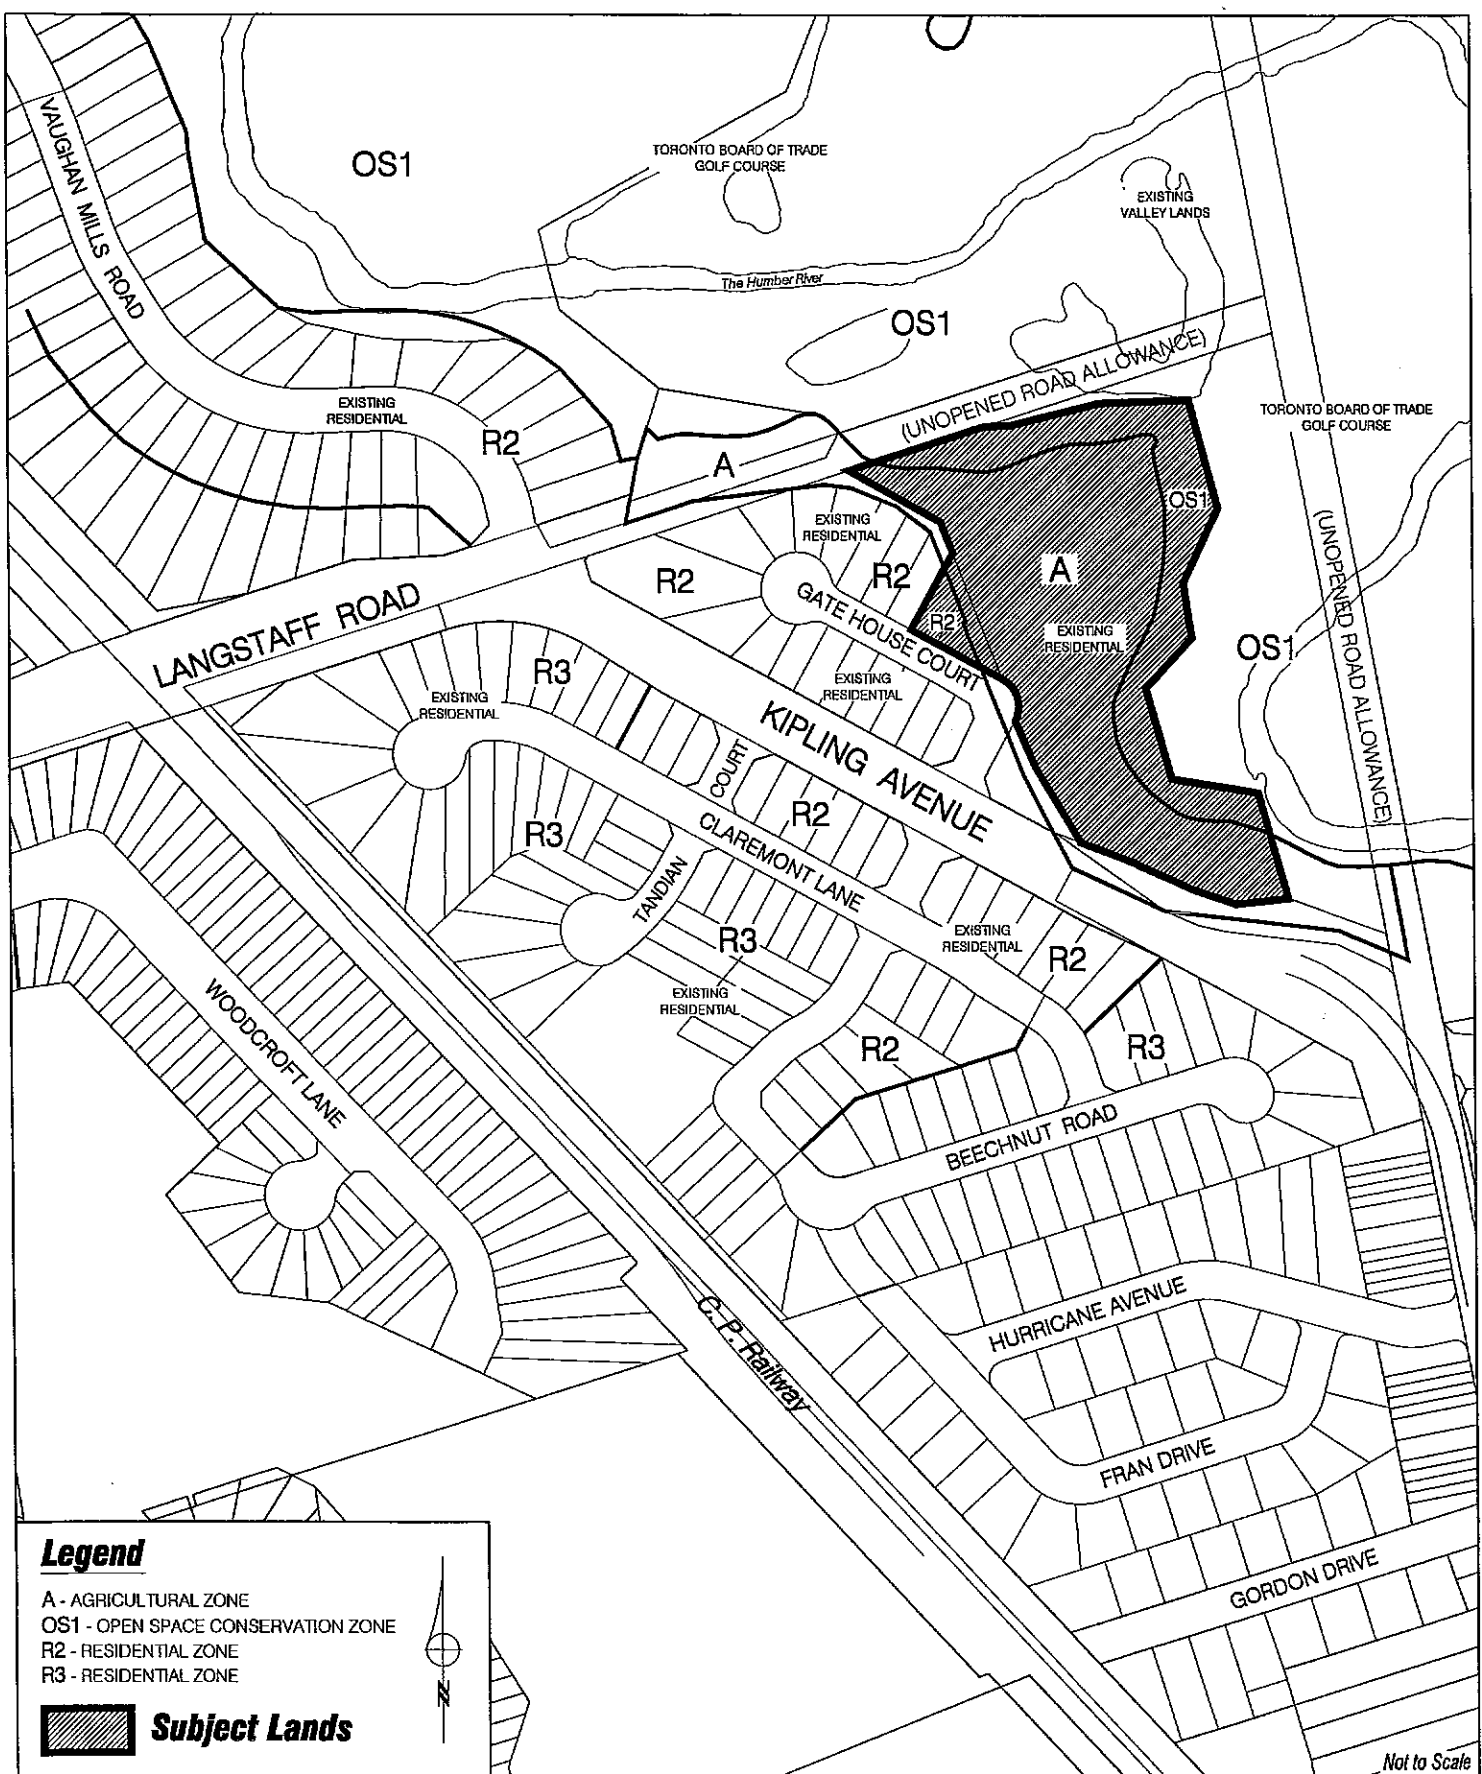 OS1
TORONTO BOARD OF TRADE
GOLF COURSE
EXISTING
VALLEY LANDS
VAUGHAN MILLS ROAD
The Humber River
OS1
(UNOPENED ROAD ALLOWANCE)
EXISTING
RESIDENTIAL
R2
A
TORONTO BOARD OF TRADE
GOLF COURSE
OS1
EXISTING
RESIDENTIAL
R2
R2
A
GATE HOUSE COURT
R2
EXISTING
RESIDENTIAL
OS1
(UNOPENED ROAD ALLOWANCE)
LANGSTAFF ROAD
R3
EXISTING
RESIDENTIAL
EXISTING
RESIDENTIAL
KIPLING AVENUE
COURT
R2
R3
CLAREMONT LANE
TANDIAN
R3
EXISTING
RESIDENTIAL
R2
EXISTING
RESIDENTIAL
WOODCROFT LANE
R2
R3
BEECHNUT ROAD
HURRICANE AVENUE
C. P. Railway
FRAN DRIVE
GORDON DRIVE
Legend
A - AGRICULTURAL ZONE
OS1 - OPEN SPACE CONSERVATION ZONE
R2 - RESIDENTIAL ZONE
R3 - RESIDENTIAL ZONE
N
Subject Lands
Not to Scale